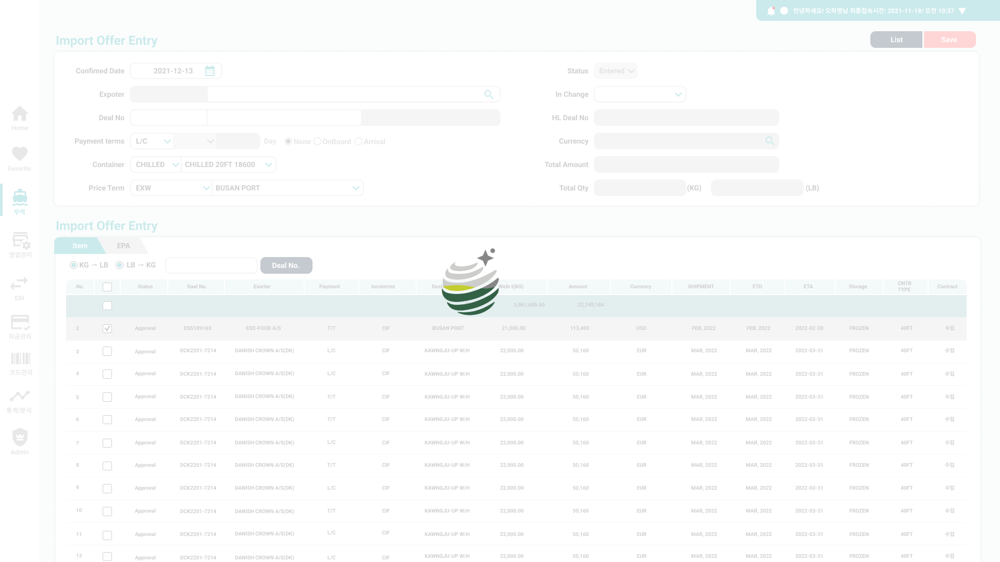 안녕하세요! 오하영님 최종접속시간: 2021-11-19/ 오전 10:37
Import Offer Entry
List
Save
Confimed Date
2021-12-13
Status
Entered
Expoter
In Change
Deal No
HL Deal No
Payment terms
L/C
Day
None
OnBoard
Arrival
Currency
Container
CHILLED
CHILLED 20FT 18600
Total Amount
Price Term
EXW
BUSAN PORT
Total Qty
(KG)
(LB)
Home
Favorite
무역
영업관리
EDI
자금관리
코드관리
통계/분석
Admin
Import Offer Entry
Item
EPA
KG → LB
LB → KG
Deal No.
No. Status Dael No. Exorter Payment Incoterms Dest Weih t(KG) Amount Currency SHIPMENT ETD ETA Storage CNTR TYPE Contract
5,961,605.60 22,749,184
2 Approval ESS189163 ESS-FOOD A/S T/T CIF BUSAN PORT 21,000.00 113,400 USD FEB, 2022 FEB, 2022 2022-02-28 FROZEN 40FT 수입
3 Approval DCK2201-7214 DANISH CROWN A/S(DK) L/C CIF KAWNGJU-UP W/H 22,000.00 50,160 EUR MAR, 2022 MAR, 2022 2022-03-31 FROZEN 40FT 수입
4 Approval DCK2201-7214 DANISH CROWN A/S(DK) L/C CIF KAWNGJU-UP W/H 22,000.00 50,160 EUR MAR, 2022 MAR, 2022 2022-03-31 FROZEN 40FT 수입
5 Approval DCK2201-7214 DANISH CROWN A/S(DK) T/T CIF KAWNGJU-UP W/H 22,000.00 50,160 EUR MAR, 2022 MAR, 2022 2022-03-31 FROZEN 40FT 수입
6 Approval DCK2201-7214 DANISH CROWN A/S(DK) T/T CIF KAWNGJU-UP W/H 22,000.00 50,160 EUR MAR, 2022 MAR, 2022 2022-03-31 FROZEN 40FT 수입
7 Approval DCK2201-7214 DANISH CROWN A/S(DK) L/C CIF KAWNGJU-UP W/H 22,000.00 50,160 EUR MAR, 2022 MAR, 2022 2022-03-31 FROZEN 40FT 수입
8 Approval DCK2201-7214 DANISH CROWN A/S(DK) T/T CIF KAWNGJU-UP W/H 22,000.00 50,160 EUR MAR, 2022 MAR, 2022 2022-03-31 FROZEN 40FT 수입
9 Approval DCK2201-7214 DANISH CROWN A/S(DK) L/C CIF KAWNGJU-UP W/H 22,000.00 50,160 EUR MAR, 2022 MAR, 2022 2022-03-31 FROZEN 40FT 수입
10 Approval DCK2201-7214 DANISH CROWN A/S(DK) T/T CIF KAWNGJU-UP W/H 22,000.00 50,160 EUR MAR, 2022 MAR, 2022 2022-03-31 FROZEN 40FT 수입
11 Approval DCK2201-7214 DANISH CROWN A/S(DK) L/C CIF KAWNGJU-UP W/H 22,000.00 50,160 EUR MAR, 2022 MAR, 2022 2022-03-31 FROZEN 40FT 수입
12 Approval DCK2201-7214 DANISH CROWN A/S(DK) L/C CIF KAWNGJU-UP W/H 22,000.00 50,160 EUR MAR, 2022 MAR, 2022 2022-03-31 FROZEN 40FT 수입